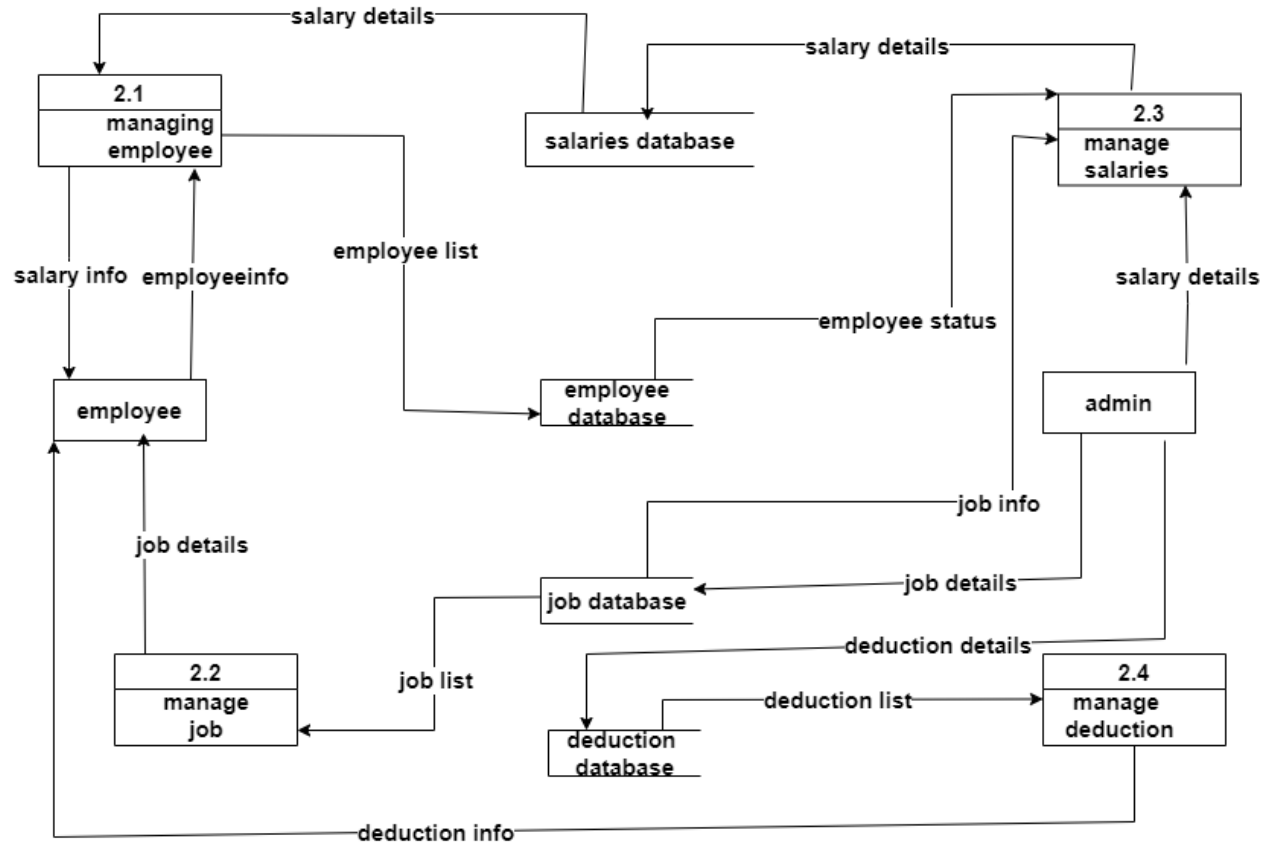 salary details
salary details
2.1
managing
employee
2.3
manage
salaries
salaries database
employee list
salary info
employeeinfo
salary details
employee status
employee
database
employee
admin
job info
job details
job details
job database
deduction details
2.2
manage
job
job list
deduction list
2.4
manage
deduction
deduction
database
deduction info